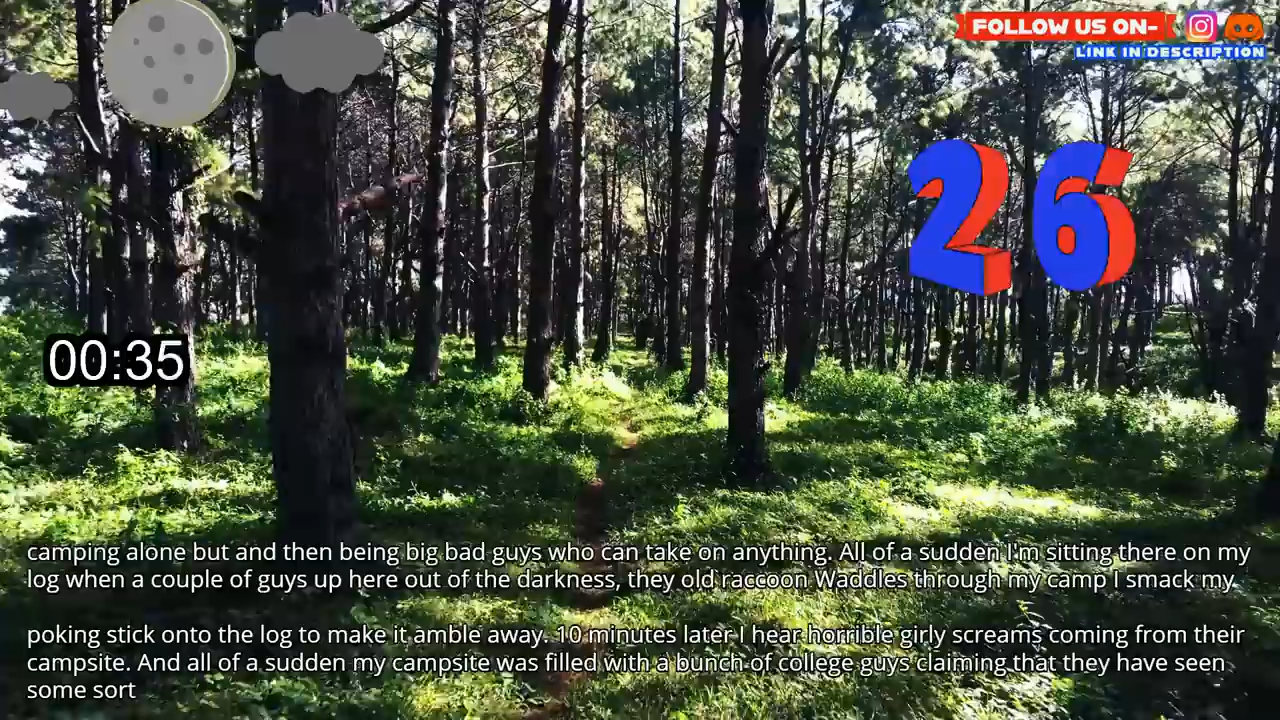 FOLLOW US ON-
LINK IN DESCRIPTION
26
00:35
camping alone but and then being big bad guys who can take on anything. All of a sudden I'm sitting there on my
log when a couple of guys up here out of the darkness, they old raccoon Waddles through my camp I smack my
poking stick onto the log to make it amble away. 10 minutes later I hear horrible girly screams coming from their
campsite. And all of a sudden my campsite was filled with a bunch of college guys claiming that they have seen
some sort